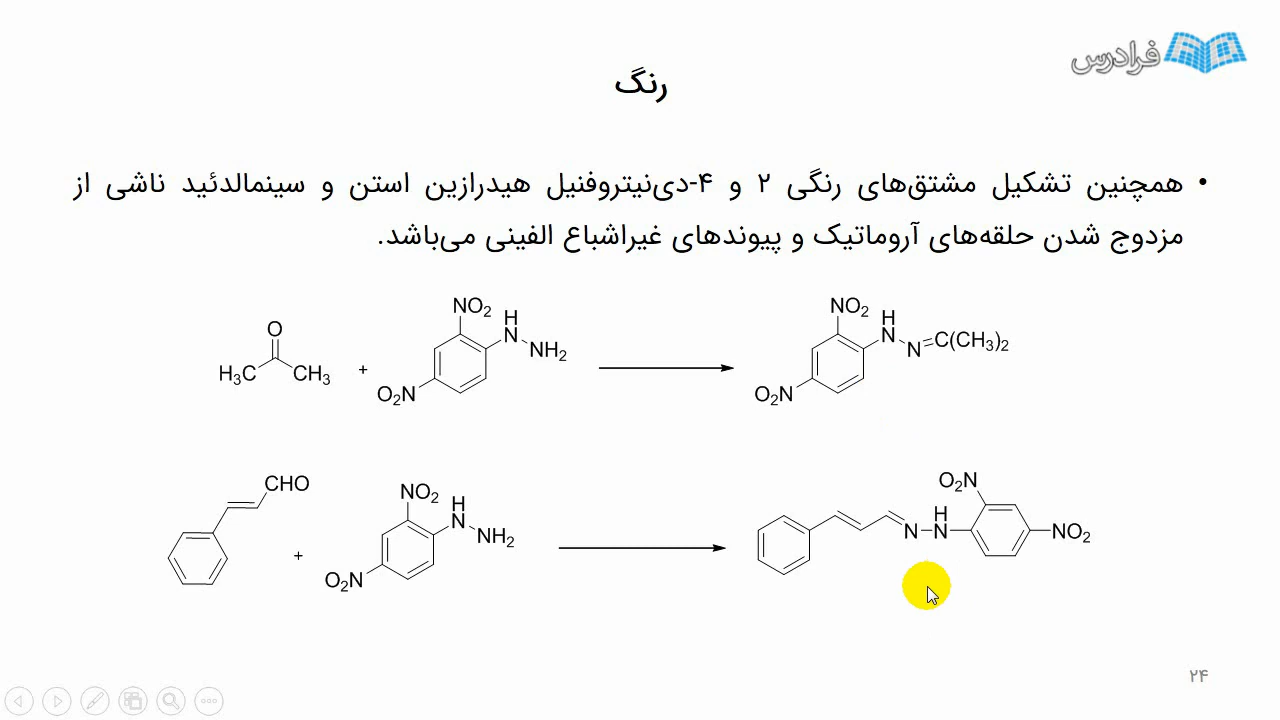 فرادرس
رنگ
• همچنین تشکیل مشتق‌های رنگی ۲ و ۴-دی‌نیتروفنیل هیدرازین استن و سینمالدئید ناشی از
مزدوج شدن حلقه‌های آروماتیک و پیوندهای غیراشباع الفینی می‌باشد.
O
H₃C CH₃
+
NO₂
H
N
NH₂
O₂N
NO₂
H
N
N
C(CH₃)₂
O₂N
CHO
+
NO₂
H
N
NH₂
O₂N
O₂N
H
N
N
NO₂
۲۴